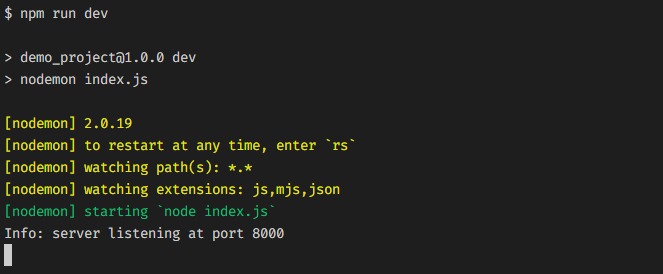 $ npm run dev
> demo_project@1.0.0 dev
> nodemon index.js
[nodemon] 2.0.19
[nodemon] to restart at any time, enter `rs`
[nodemon] watching path(s): *.*
[nodemon] watching extensions: js,mjs,json
[nodemon] starting `node index.js`
Info: server listening at port 8000